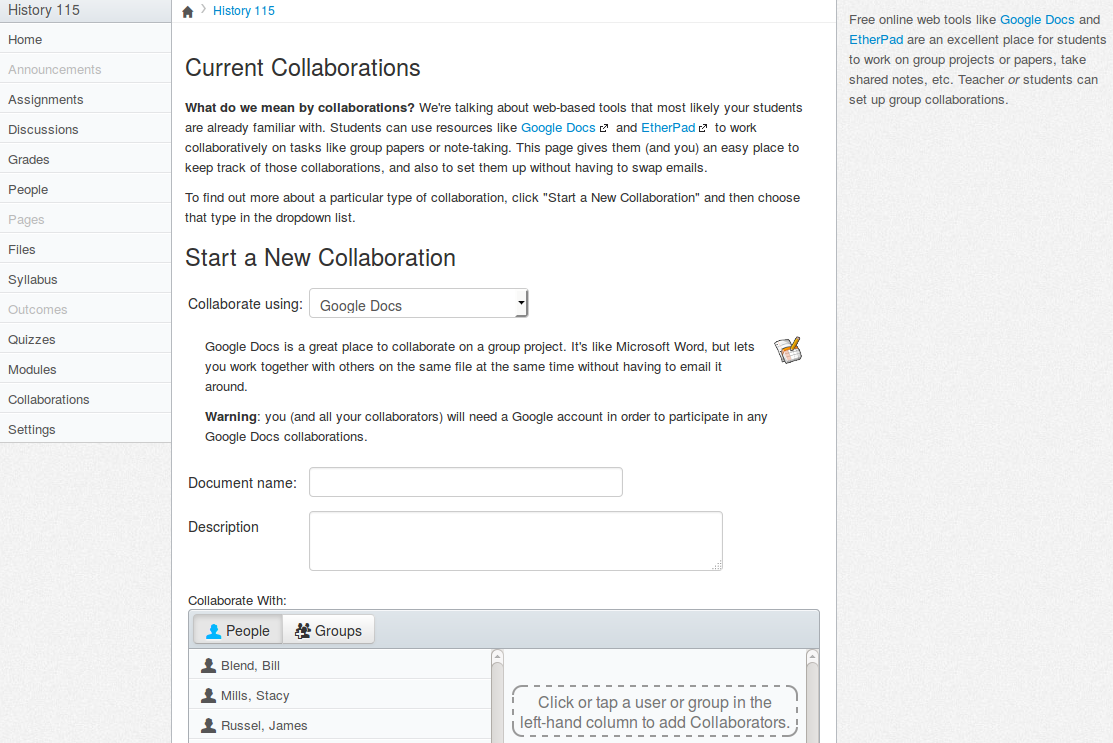 History 115
Home
Announcements
Assignments
Discussions
Grades
People
Pages
Files
Syllabus
Outcomes
Quizzes
Modules
Collaborations
Settings
History 115
Current Collaborations
What do we mean by collaborations? We're talking about web-based tools that most likely your students
are already familiar with. Students can use resources like Google Docs and EtherPad to work
collaboratively on tasks like group papers or note-taking. This page gives them (and you) an easy place to
keep track of those collaborations, and also to set them up without having to swap emails.
To find out more about a particular type of collaboration, click "Start a New Collaboration" and then choose
that type in the dropdown list.
Start a New Collaboration
Collaborate using: Google Docs
Google Docs is a great place to collaborate on a group project. It's like Microsoft Word, but lets
you work together with others on the same file at the same time without having to email it
around.
Warning: you (and all your collaborators) will need a Google account in order to participate in any
Google Docs collaborations.
Document name:
Description
Collaborate With:
People Groups
Blend, Bill
Mills, Stacy
Russel, James
Click or tap a user or group in the
left-hand column to add Collaborators.
Free online web tools like Google Docs and
EtherPad are an excellent place for students
to work on group projects or papers, take
shared notes, etc. Teacher or students can
set up group collaborations.